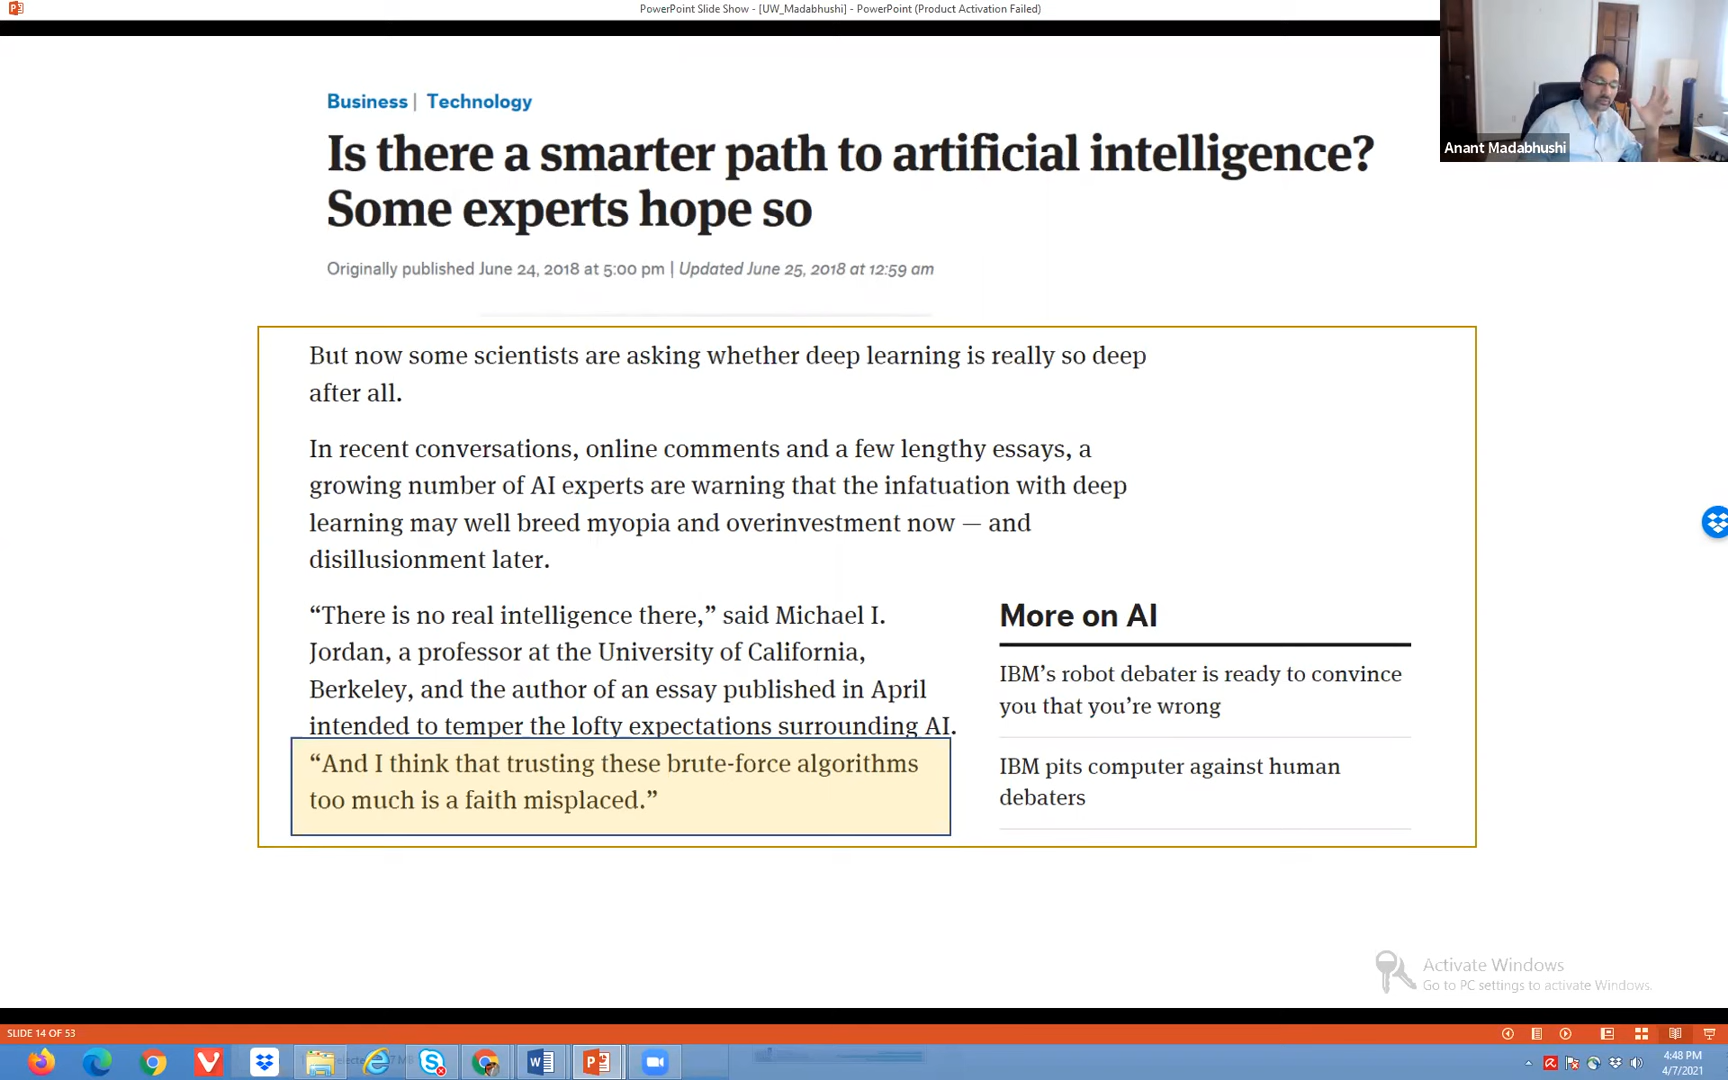 PowerPoint Slide Show - [UW_Madabhushi] - PowerPoint (Product Activation Failed)
Anant Madabhushi
Business | Technology
Is there a smarter path to artificial intelligence?
Some experts hope so
Originally published June 24, 2018 at 5:00 pm | Updated June 25, 2018 at 12:59 am
But now some scientists are asking whether deep learning is really so deep
after all.
In recent conversations, online comments and a few lengthy essays, a
growing number of AI experts are warning that the infatuation with deep
learning may well breed myopia and overinvestment now — and
disillusionment later.
“There is no real intelligence there,” said Michael I.
Jordan, a professor at the University of California,
Berkeley, and the author of an essay published in April
intended to temper the lofty expectations surrounding AI.
“And I think that trusting these brute-force algorithms
too much is a faith misplaced.”
More on AI
IBM’s robot debater is ready to convince
you that you’re wrong
IBM pits computer against human
debaters
Activate Windows
Go to PC settings to activate Windows.
SLIDE 14 OF 53
4:48 PM
4/7/2021